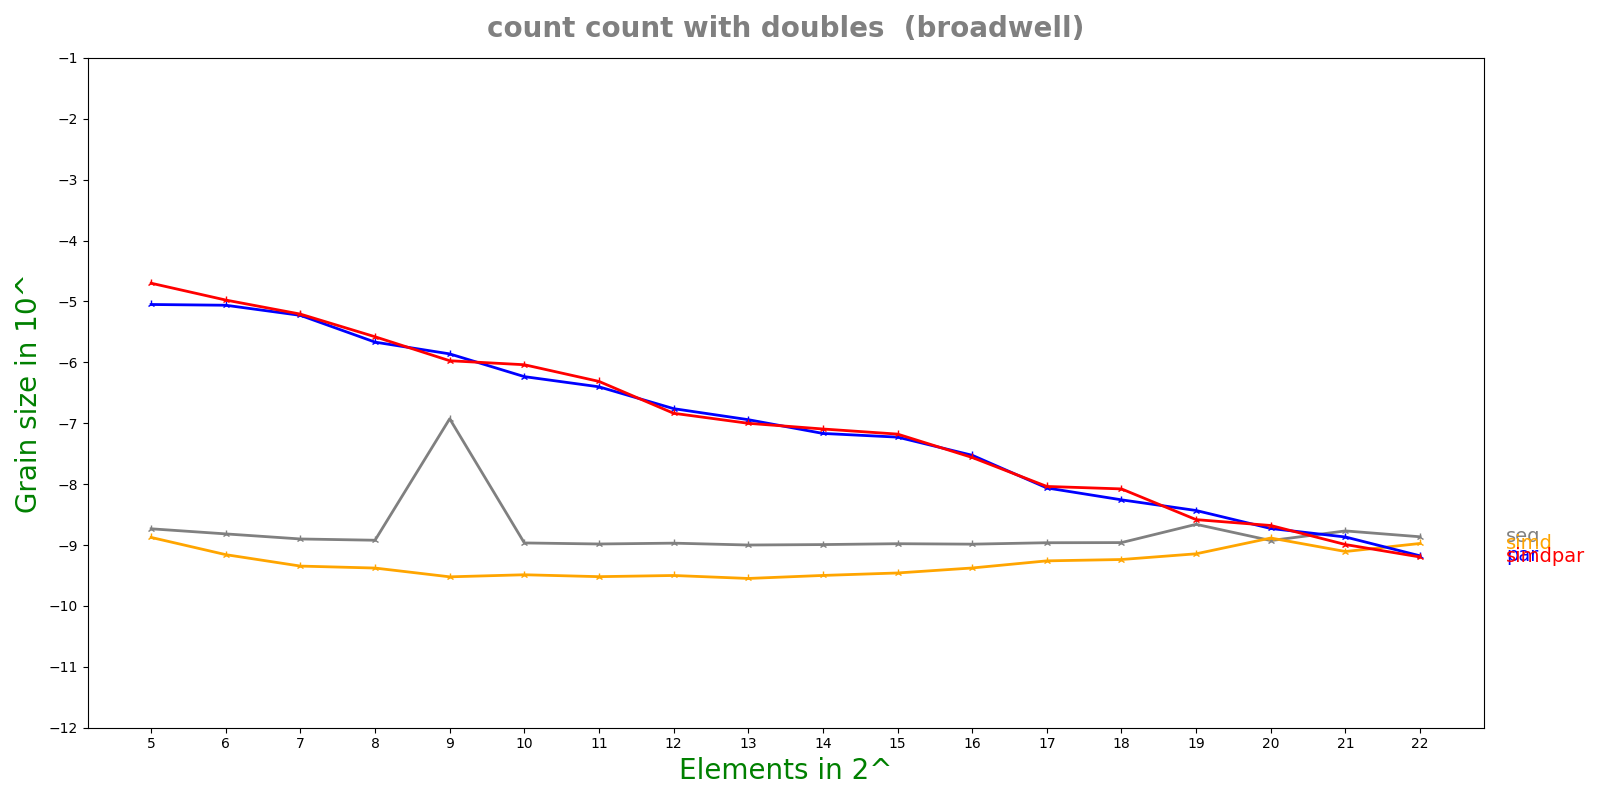 count count with doubles  (broadwell)
−1
−2
−3
−4
−5
−6
−7
−8
−9
−10
−11
−12
Grain size in 10^
5 6 7 8 9 10 11 12 13 14 15 16 17 18 19 20 21 22
Elements in 2^
seq
simd
par
simdpar